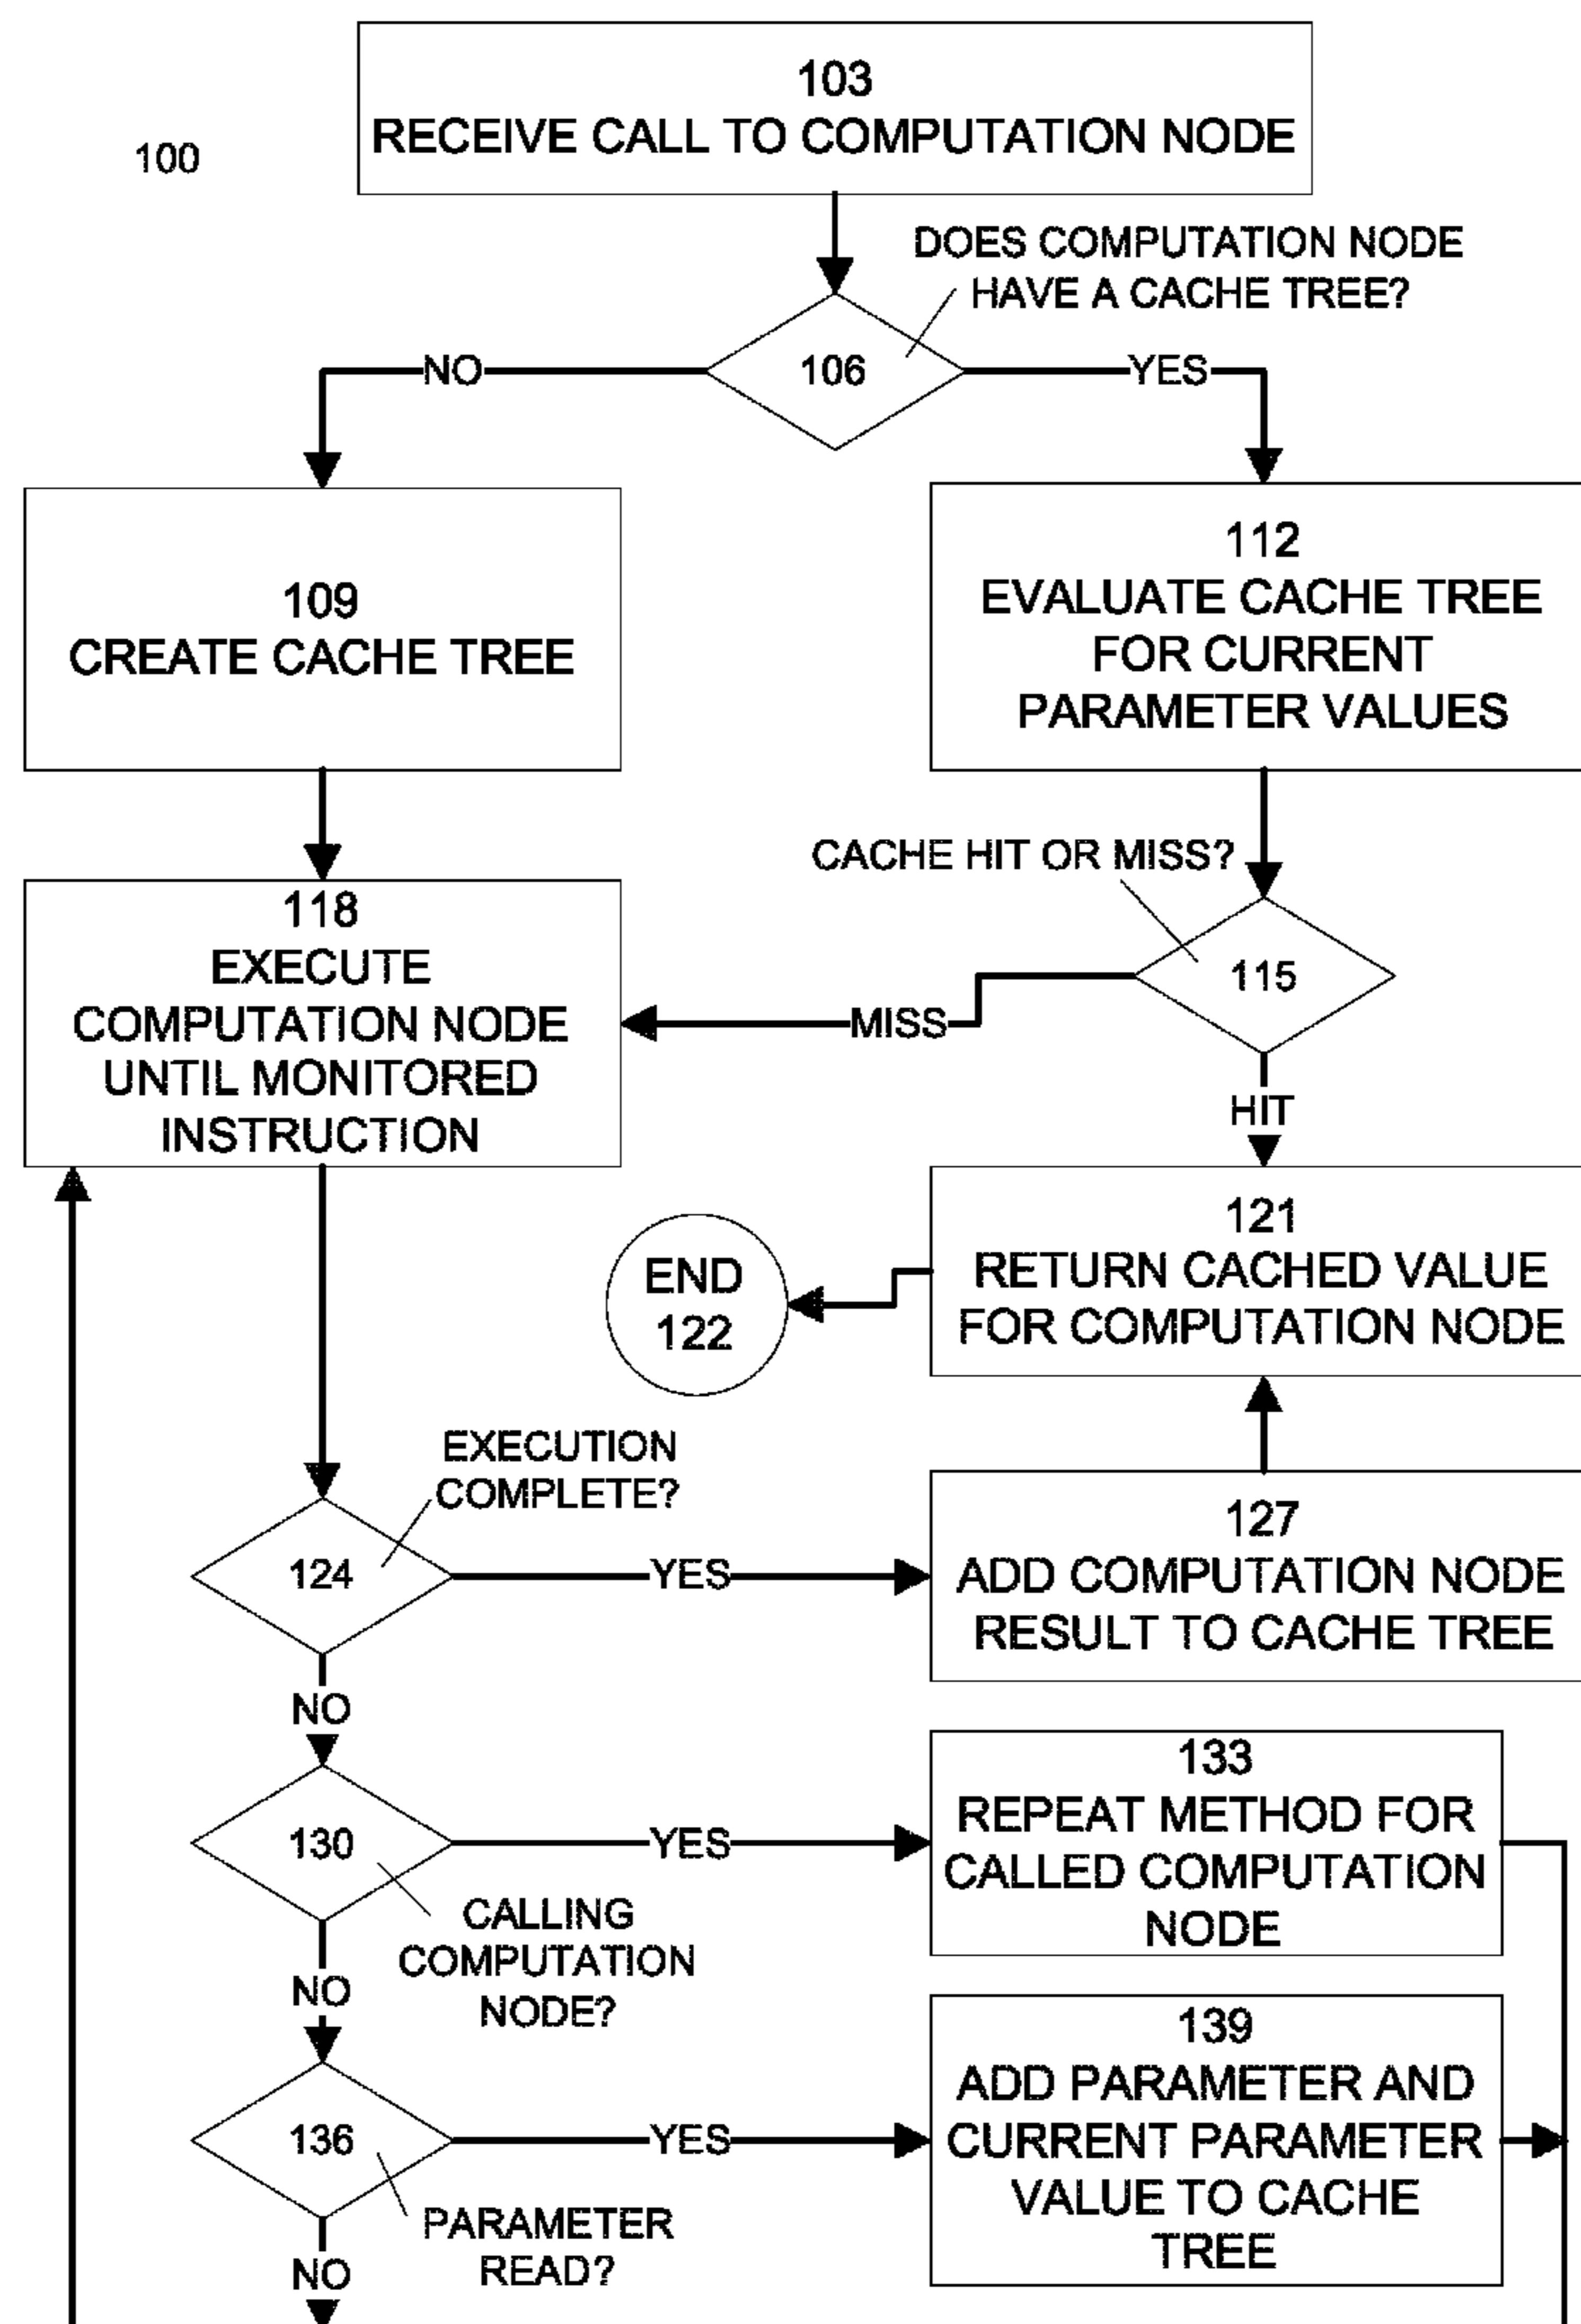 103
RECEIVE CALL TO COMPUTATION NODE
100
DOES COMPUTATION NODE
HAVE A CACHE TREE?
NO
106
YES
109
CREATE CACHE TREE
112
EVALUATE CACHE TREE
FOR CURRENT
PARAMETER VALUES
CACHE HIT OR MISS?
118
EXECUTE
COMPUTATION NODE
UNTIL MONITORED
INSTRUCTION
115
MISS
HIT
121
RETURN CACHED VALUE
FOR COMPUTATION NODE
END
122
EXECUTION
COMPLETE?
124
YES
127
ADD COMPUTATION NODE
RESULT TO CACHE TREE
NO
130
YES
133
REPEAT METHOD FOR
CALLED COMPUTATION
NODE
CALLING
COMPUTATION
NODE?
NO
136
YES
139
ADD PARAMETER AND
CURRENT PARAMETER
VALUE TO CACHE
TREE
PARAMETER
READ?
NO